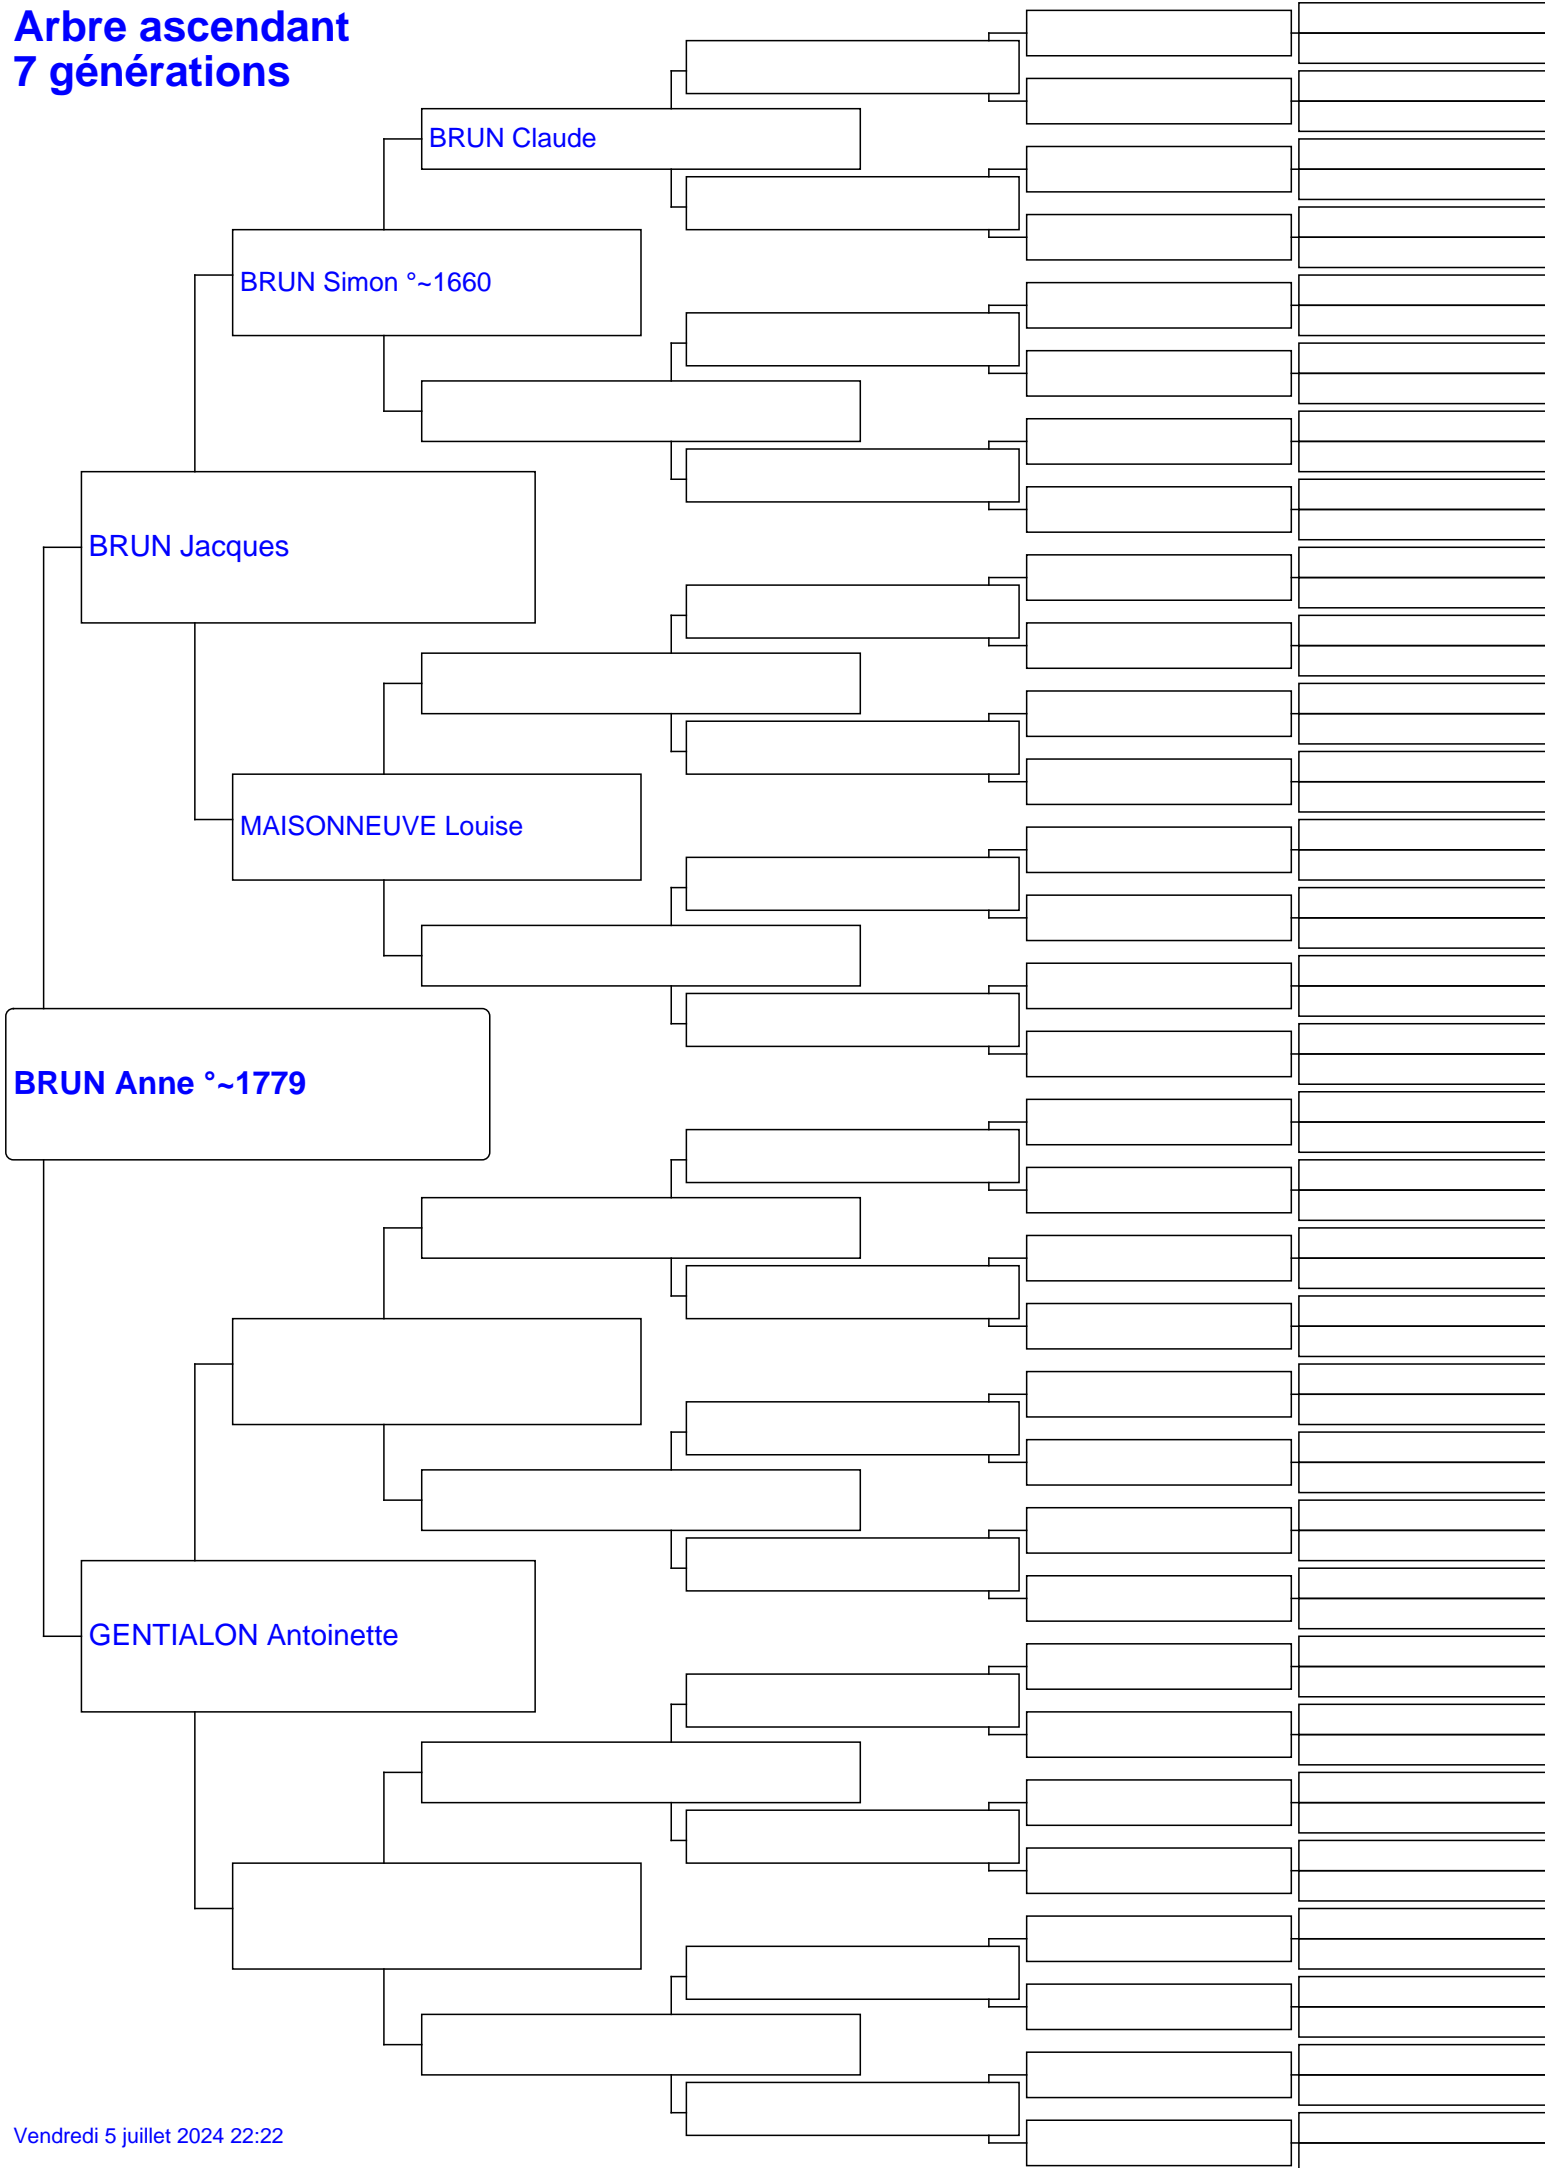 Arbre ascendant
7 générations
BRUN Claude
BRUN Simon °~1660
BRUN Jacques
MAISONNEUVE Louise
BRUN Anne °~1779
GENTIALON Antoinette
Vendredi 5 juillet 2024 22:22